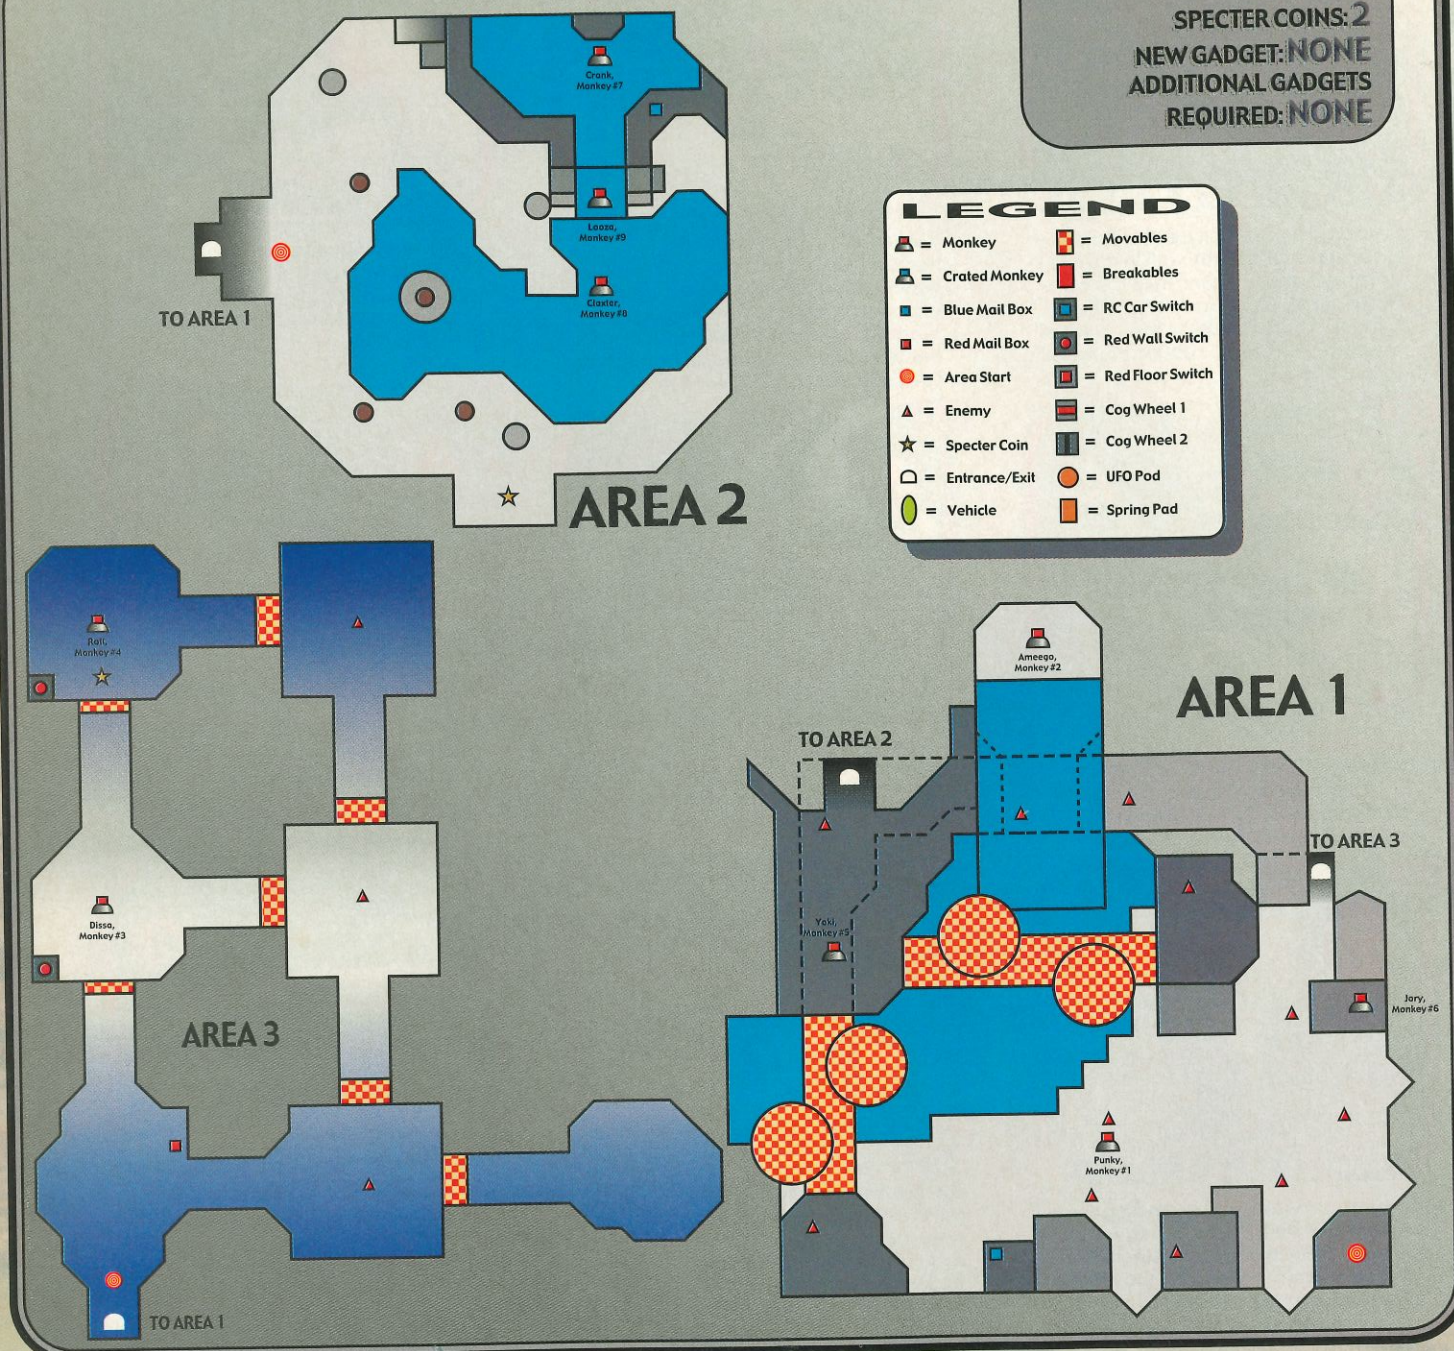 SPECTER COINS: 2
NEW GADGET: NONE
ADDITIONAL GADGETS
REQUIRED: NONE
Crank,
Monkey #7
Looza,
Monkey #9
Claxter,
Monkey #8
TO AREA 1
AREA 2
LEGEND
= Monkey
= Crated Monkey
= Blue Mail Box
= Red Mail Box
= Area Start
= Enemy
= Specter Coin
= Entrance/Exit
= Vehicle
= Movables
= Breakables
= RC Car Switch
= Red Wall Switch
= Red Floor Switch
= Cog Wheel 1
= Cog Wheel 2
= UFO Pod
= Spring Pad
Monkey #4
Dissa,
Monkey #3
AREA 3
TO AREA 1
AREA 1
Ameego,
Monkey #2
TO AREA 2
TO AREA 3
Yoki,
Monkey #5
Jory,
Monkey #6
Punky,
Monkey #1